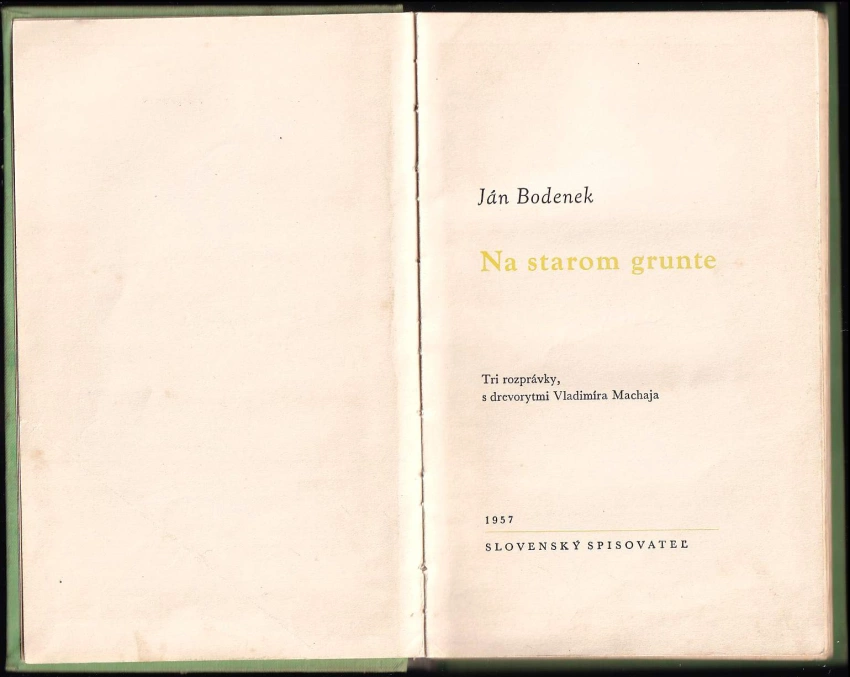 Ján Bodenek
Na starom grunte
Tri rozprávky,
s drevorytmi Vladimíra Machaja
1957
SLOVENSKÝ SPISOVATEĽ